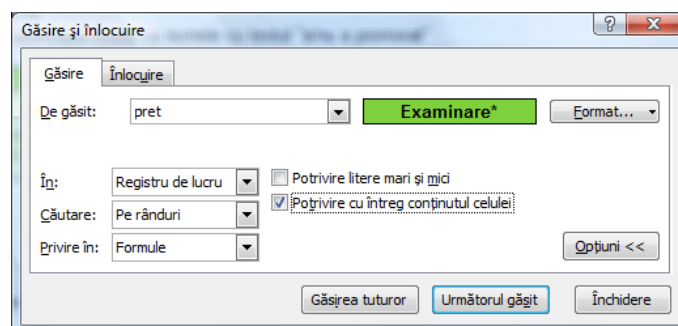 Găsire și înlocuire
Găsire
Înlocuire
De găsit:
pret
Examinare*
Format...
În:
Registru de lucru
Potrivire litere mari și mici
Căutare:
Pe rânduri
Potrivire cu întreg conținutul celulei
Privire în:
Formule
Opțiuni <<
Găsirea tuturor
Următorul găsit
Închidere